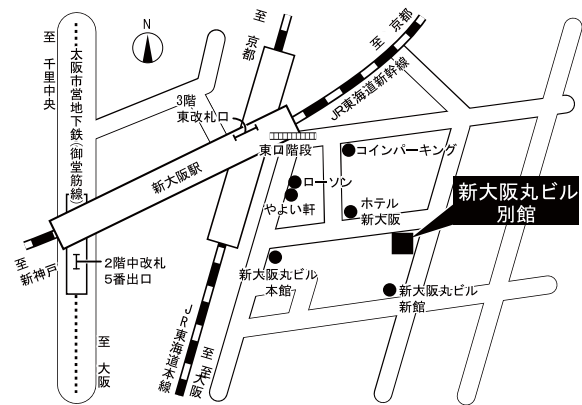 至 千里中央
大阪市営地下鉄(御堂筋線)
N
至 京都
至 京都
JR東海道新幹線
3階
東改札口
東口階段
コインパーキング
新大阪駅
ローソン
やよい軒
ホテル
新大阪
新大阪丸ビル
別館
至 新神戸
2階中改札
5番出口
新大阪丸ビル
本館
新大阪丸ビル
新館
JR東海道本線
至 至 大阪
至 大阪